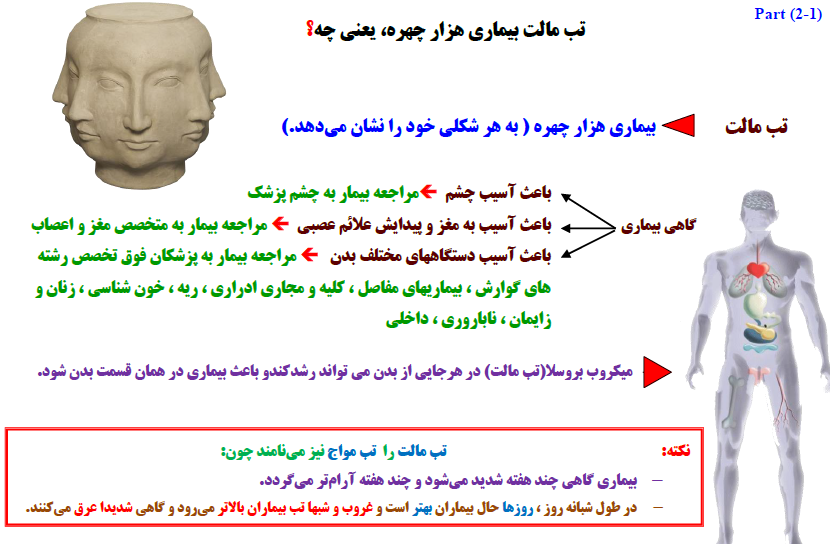 Part (2-1)
تب مالت بیماری هزار چهره، یعنی چه؟
تب مالت بیماری هزار چهره ( به هر شکلی خود را نشان می‌دهد.)
باعث آسیب چشم ← مراجعه بیمار به چشم پزشک
گاهی بیماری باعث آسیب به مغز و پیدایش علائم عصبی ← مراجعه بیمار به متخصص مغز و اعصاب
باعث آسیب دستگاههای مختلف بدن ← مراجعه بیمار به پزشکان فوق تخصص رشته
های گوارش ، بیماریهای مفاصل ، کلیه و مجاری ادراری ، ریه ، خون شناسی ، زنان و
زایمان ، ناباروری ، داخلی
میکروب بروسلا(تب مالت) در هرجایی از بدن می تواند رشدکندو باعث بیماری در همان قسمت بدن شود.
نکته: تب مالت را تب مواج نیز می‌نامند چون:
– بیماری گاهی چند هفته شدید می‌شود و چند هفته آرام‌تر می‌گردد.
– در طول شبانه روز ، روزها حال بیماران بهتر است و غروب و شبها تب بیماران بالاتر می‌رود و گاهی شدیدا عرق می‌کنند.